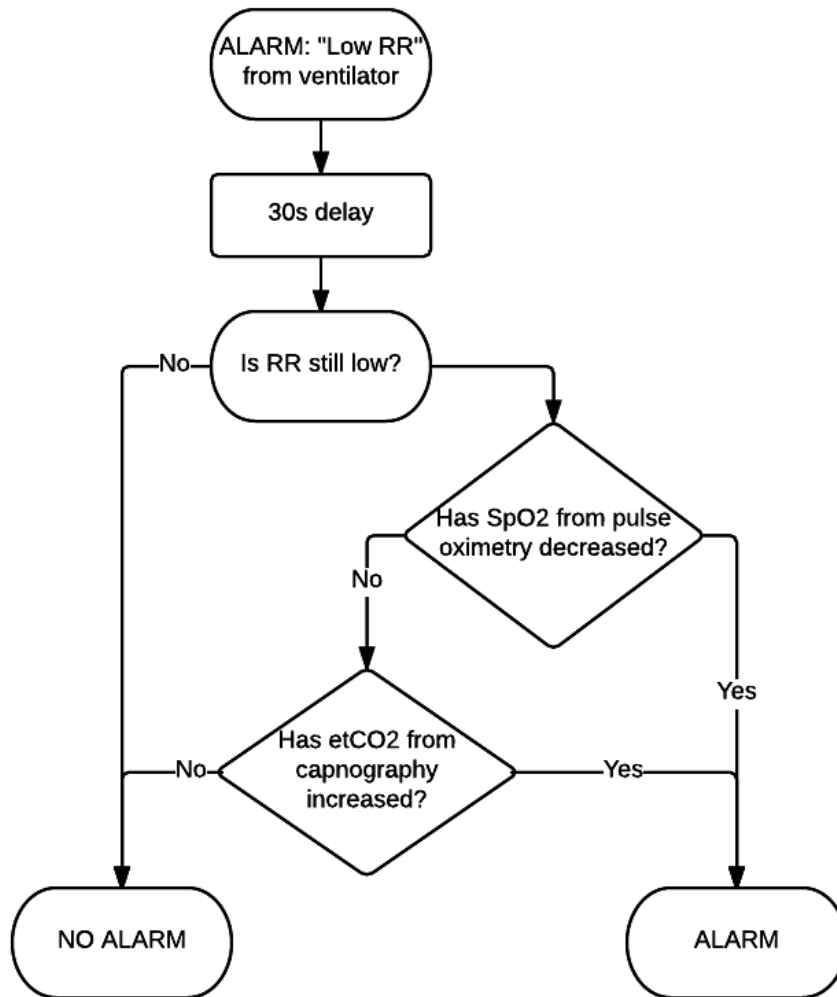 ALARM: "Low RR"
from ventilator
30s delay
No
Is RR still low?
Has SpO2 from pulse
oximetry decreased?
No
Yes
Has etCO2 from
capnography
increased?
No
Yes
NO ALARM
ALARM